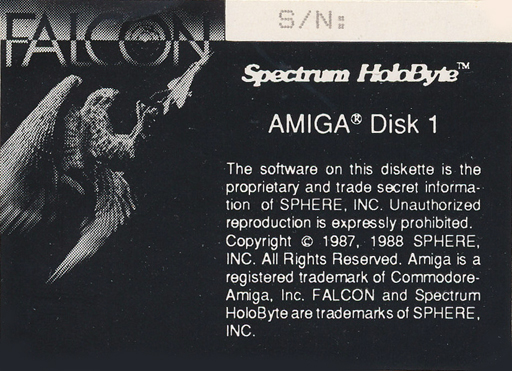 FALCON
S/N:
Spectrum HoloByte™
AMIGA® Disk 1
The software on this diskette is the
proprietary and trade secret informa-
tion of SPHERE, INC. Unauthorized
reproduction is expressly prohibited.
Copyright © 1987, 1988 SPHERE,
INC. All Rights Reserved. Amiga is a
registered trademark of Commodore-
Amiga, Inc. FALCON and Spectrum
HoloByte are trademarks of SPHERE,
INC.